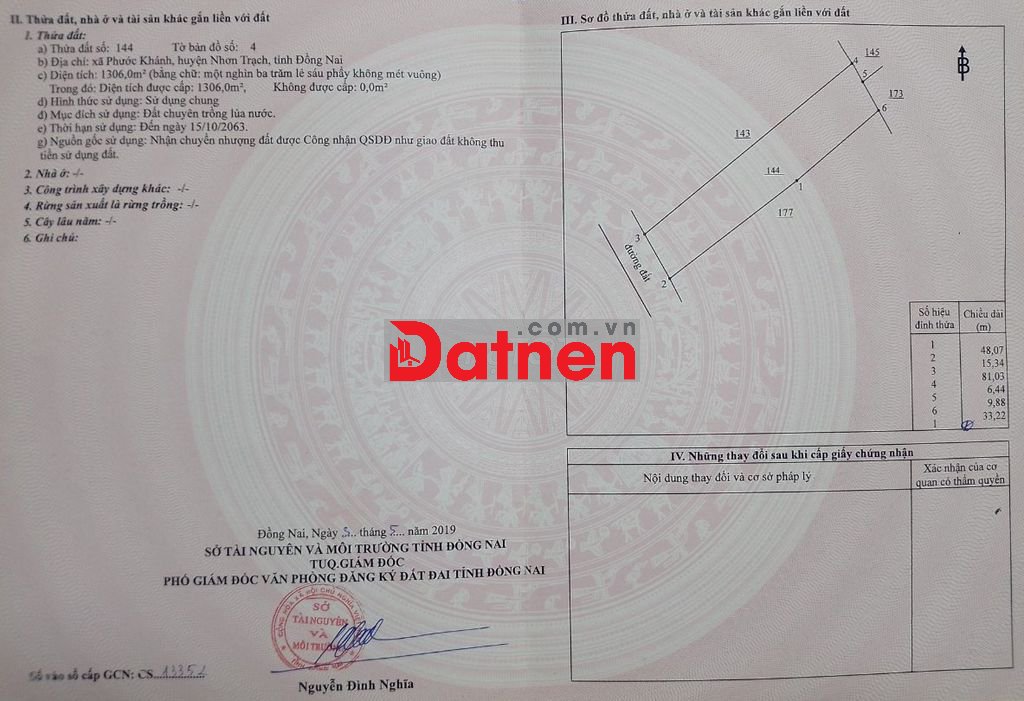 II. Thửa đất, nhà ở và tài sản khác gắn liền với đất
1. Thửa đất:
a) Thửa đất số: 144 Tờ bản đồ số: 4
b) Địa chỉ: xã Phước Khánh, huyện Nhơn Trạch, tỉnh Đồng Nai
c) Diện tích: 1306,0m² (bằng chữ: một nghìn ba trăm lẻ sáu phẩy không mét vuông)
Trong đó: Diện tích được cấp: 1306,0m², Không được cấp: 0,0m²
d) Hình thức sử dụng: Sử dụng chung
đ) Mục đích sử dụng: Đất chuyên trồng lúa nước.
e) Thời hạn sử dụng: Đến ngày 15/10/2063.
g) Nguồn gốc sử dụng: Nhận chuyển nhượng đất được Công nhận QSDĐ như giao đất không thu
tiền sử dụng đất.
2. Nhà ở: -/-
3. Công trình xây dựng khác: -/-
4. Rừng sản xuất là rừng trồng: -/-
5. Cây lâu năm: -/-
6. Ghi chú:
Đồng Nai, Ngày 3.. tháng 5... năm 2019
SỞ TÀI NGUYÊN VÀ MÔI TRƯỜNG TỈNH ĐỒNG NAI
TUQ.GIÁM ĐỐC
PHÓ GIÁM ĐỐC VĂN PHÒNG ĐĂNG KÝ ĐẤT ĐAI TỈNH ĐỒNG NAI
SỞ
TÀI NGUYÊN
VÀ
MÔI TRƯỜNG
Nguyễn Đình Nghĩa
Số vào sổ cấp GCN: CS
III. Sơ đồ thửa đất, nhà ở và tài sản khác gắn liền với đất
B
145
4
5
173
6
143
144
1
177
3
đường đất
2
Số hiệu đỉnh thửa Chiều dài (m)
1
48,07
2
15,34
3
81,03
4
6,44
5
9,88
6
33,22
1
IV. Những thay đổi sau khi cấp giấy chứng nhận
Nội dung thay đổi và cơ sở pháp lý
Xác nhận của cơ
quan có thẩm quyền
.com.vn
Datnen